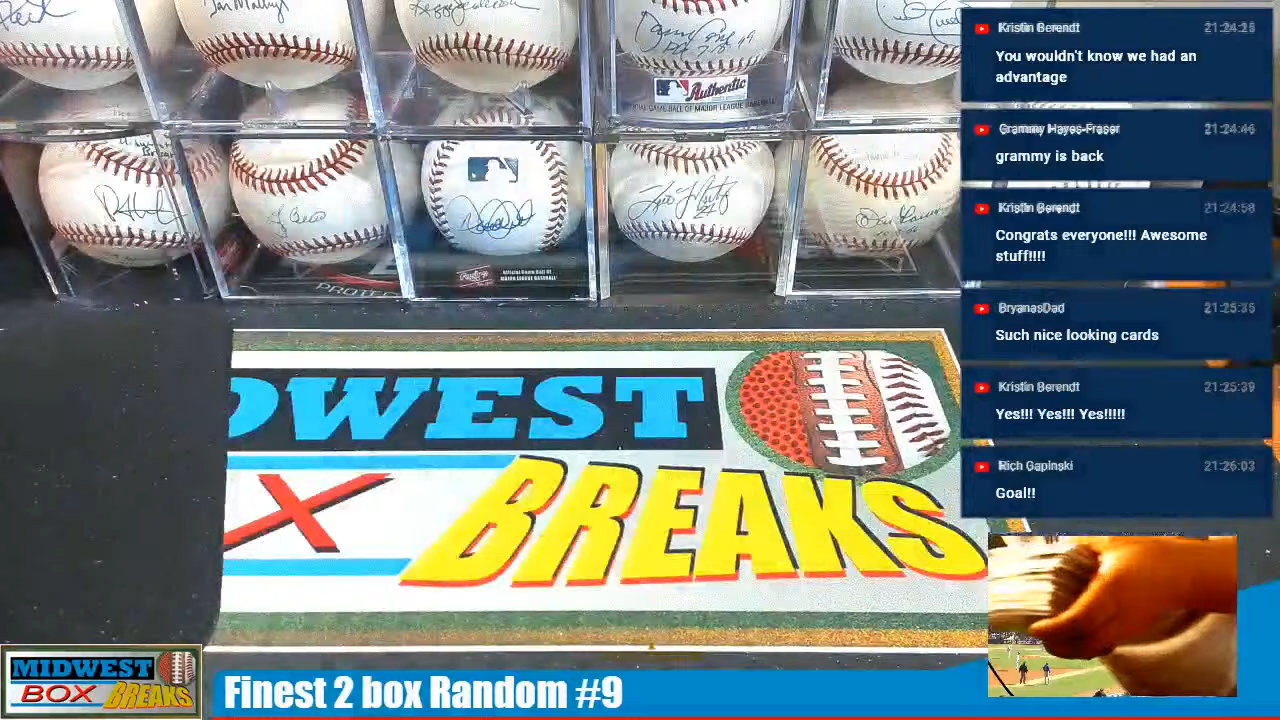 Authentic
Kristin Berendt 21:24:25
You wouldn't know we had an
advantage
Grammy Hayes-Fraser 21:24:46
grammy is back
Kristin Berendt 21:24:58
Congrats everyone!!! Awesome
stuff!!!!
BryanasDad 21:25:35
Such nice looking cards
Kristin Berendt 21:25:39
Yes!!! Yes!!! Yes!!!!!
Rich Gapinski 21:26:03
Goal!!
DWEST
X BREAKS
MIDWEST
BOX BREAKS
Finest 2 box Random #9